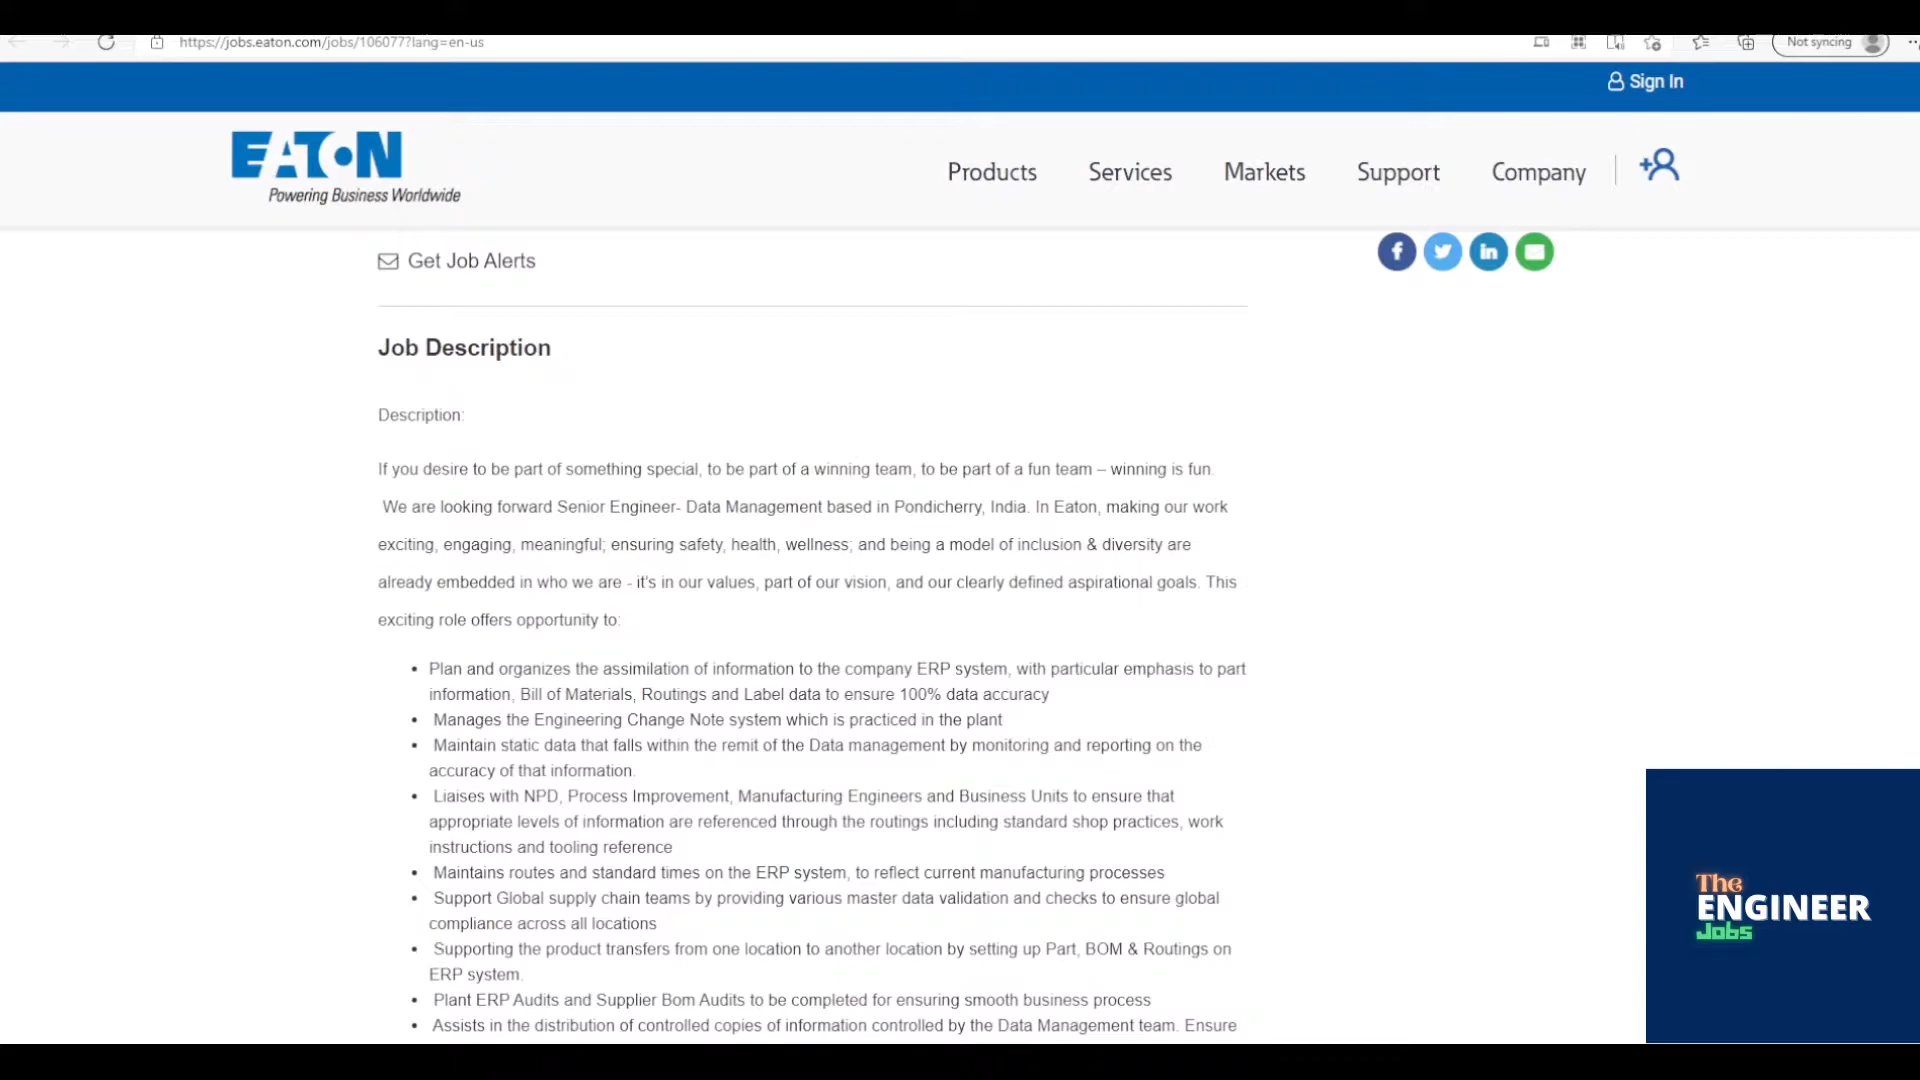 https://jobs.eaton.com/jobs/106077?lang=en-us
Not syncing
Sign In
EATON
Powering Business Worldwide
Products
Services
Markets
Support
Company
Get Job Alerts
Job Description
Description:
If you desire to be part of something special, to be part of a winning team, to be part of a fun team – winning is fun.
We are looking forward Senior Engineer- Data Management based in Pondicherry, India. In Eaton, making our work
exciting, engaging, meaningful; ensuring safety, health, wellness; and being a model of inclusion & diversity are
already embedded in who we are - it's in our values, part of our vision, and our clearly defined aspirational goals. This
exciting role offers opportunity to:
• Plan and organizes the assimilation of information to the company ERP system, with particular emphasis to part
information, Bill of Materials, Routings and Label data to ensure 100% data accuracy
• Manages the Engineering Change Note system which is practiced in the plant
• Maintain static data that falls within the remit of the Data management by monitoring and reporting on the
accuracy of that information.
• Liaises with NPD, Process Improvement, Manufacturing Engineers and Business Units to ensure that
appropriate levels of information are referenced through the routings including standard shop practices, work
instructions and tooling reference
• Maintains routes and standard times on the ERP system, to reflect current manufacturing processes
• Support Global supply chain teams by providing various master data validation and checks to ensure global
compliance across all locations
• Supporting the product transfers from one location to another location by setting up Part, BOM & Routings on
ERP system.
• Plant ERP Audits and Supplier Bom Audits to be completed for ensuring smooth business process
• Assists in the distribution of controlled copies of information controlled by the Data Management team. Ensure
The
ENGINEER
Jobs